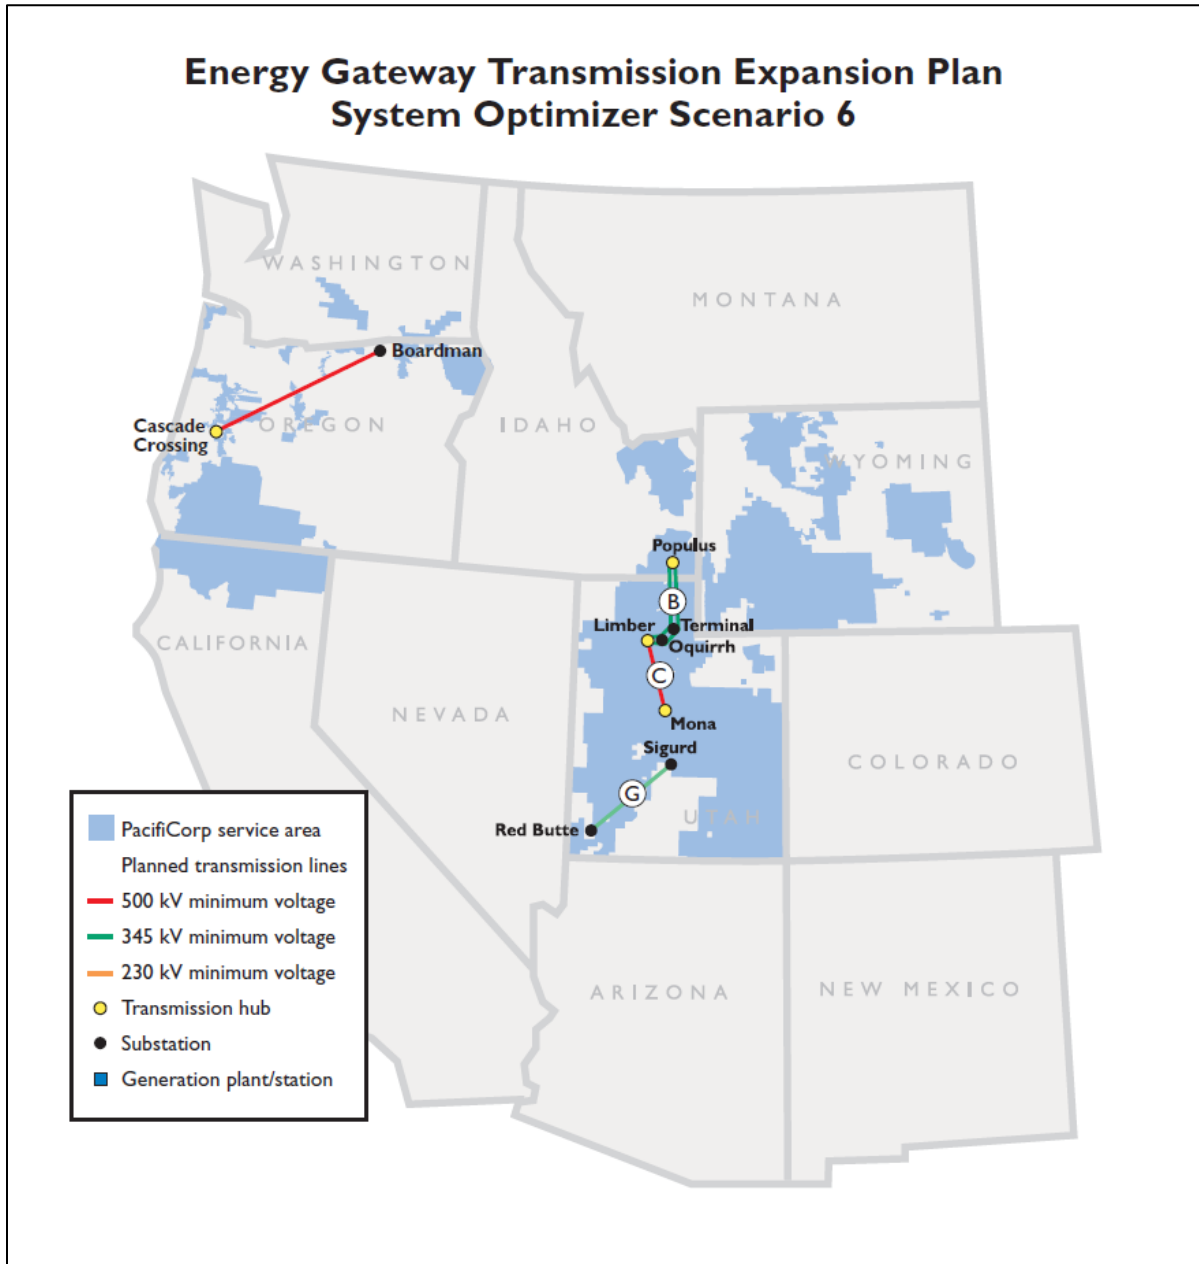 Energy Gateway Transmission Expansion Plan
System Optimizer Scenario 6
WASHINGTON
MONTANA
Boardman
Cascade
Crossing
OREGON
IDAHO
WYOMING
Populus
B
Limber
Terminal
Oquirrh
CALIFORNIA
C
NEVADA
Mona
Sigurd
COLORADO
G
UTAH
Red Butte
PacifiCorp service area
Planned transmission lines
500 kV minimum voltage
345 kV minimum voltage
230 kV minimum voltage
Transmission hub
Substation
Generation plant/station
ARIZONA
NEW MEXICO